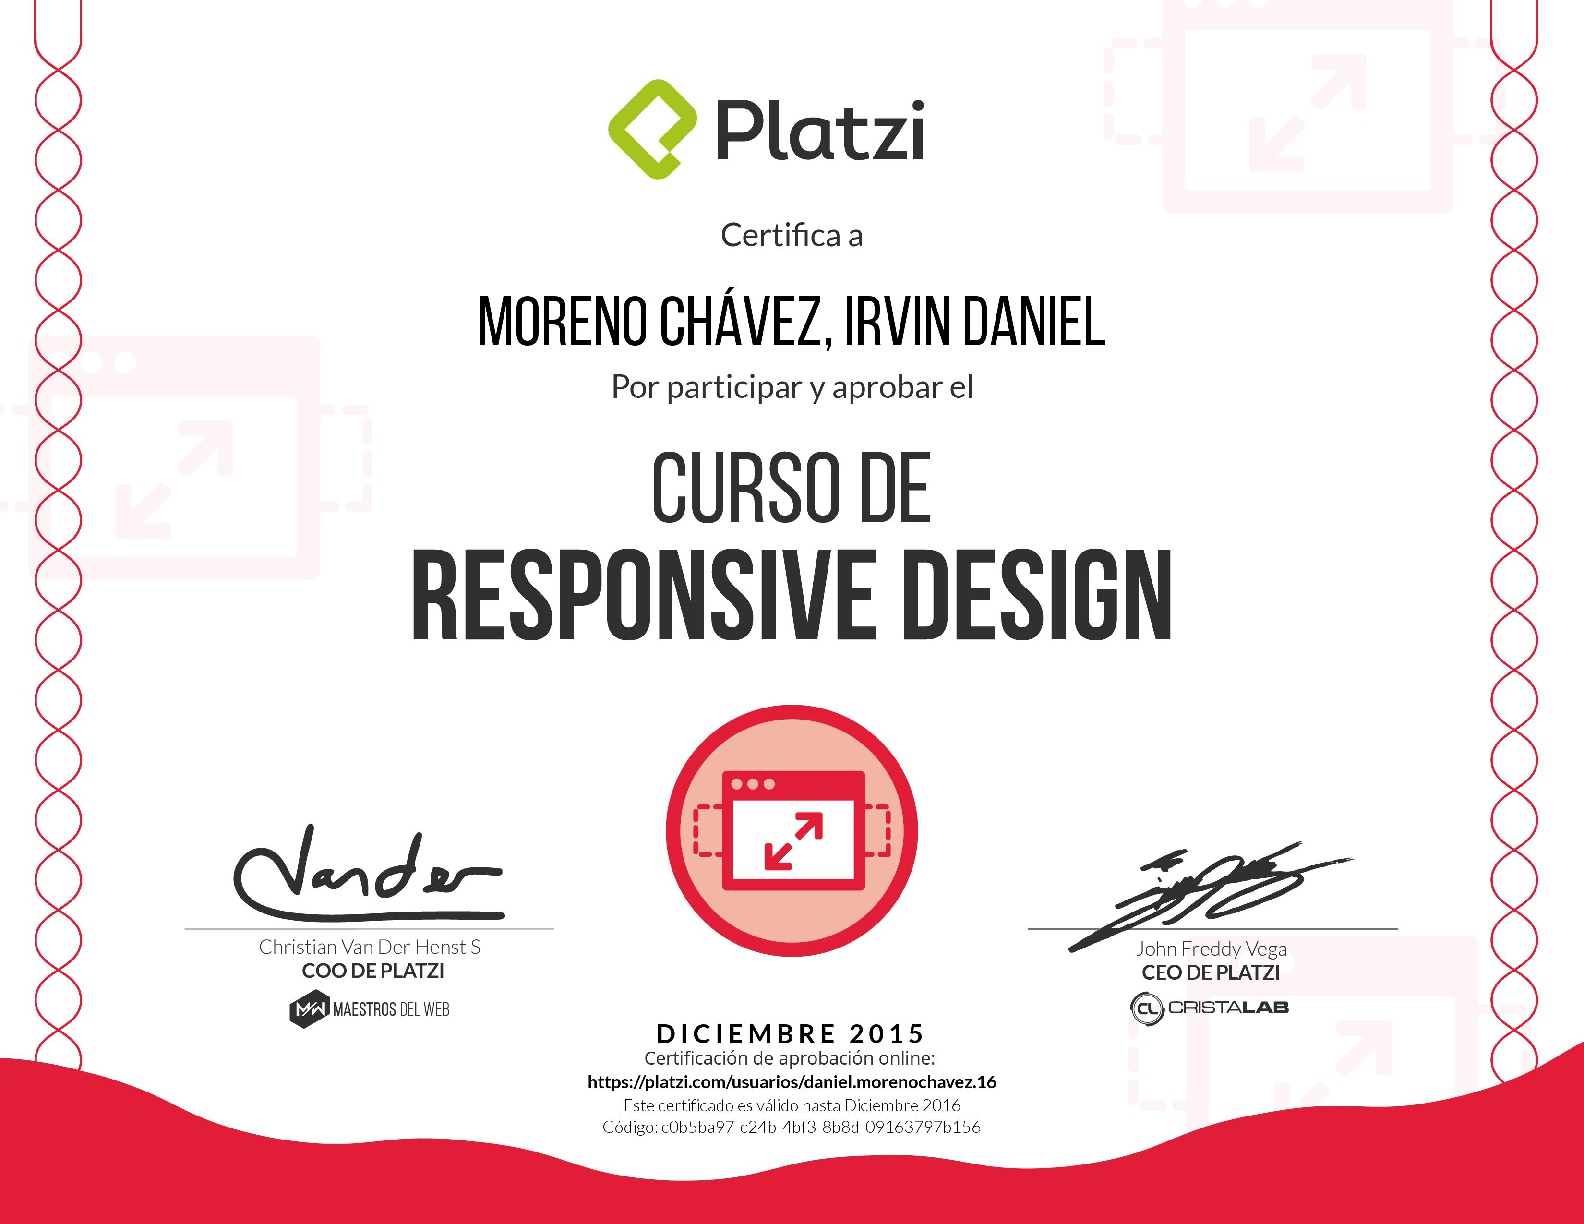 Platzi
Certifica a
MORENO CHÁVEZ, IRVIN DANIEL
Por participar y aprobar el
CURSO DE
RESPONSIVE DESIGN
Vander
Christian Van Der Henst S
COO DE PLATZI
MW MAESTROS DEL WEB
John Freddy Vega
CEO DE PLATZI
CL CRISTALAB
DICIEMBRE 2015
Certificación de aprobación online:
https://platzi.com/usuarios/daniel.morenochavez.16
Este certificado es válido hasta Diciembre 2016
Código: c0b5ba97-c24b-4bf3-8b8d-09163797b156